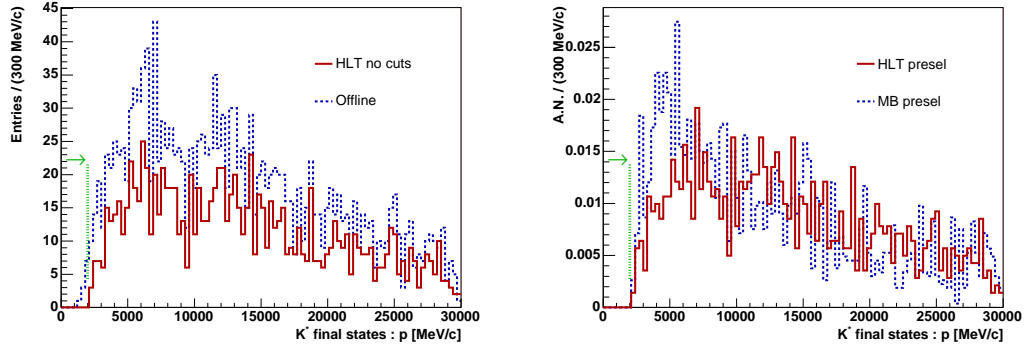 Entries / (300 MeV/c)
45
40
35
30
25
20
15
10
5
0
HLT no cuts
Offline
0 5000 10000 15000 20000 25000 30000
K* final states : p [MeV/c]
A.N. / (300 MeV/c)
0.025
0.02
0.015
0.01
0.005
0
HLT presel
MB presel
0 5000 10000 15000 20000 25000 30000
K* final states : p [MeV/c]